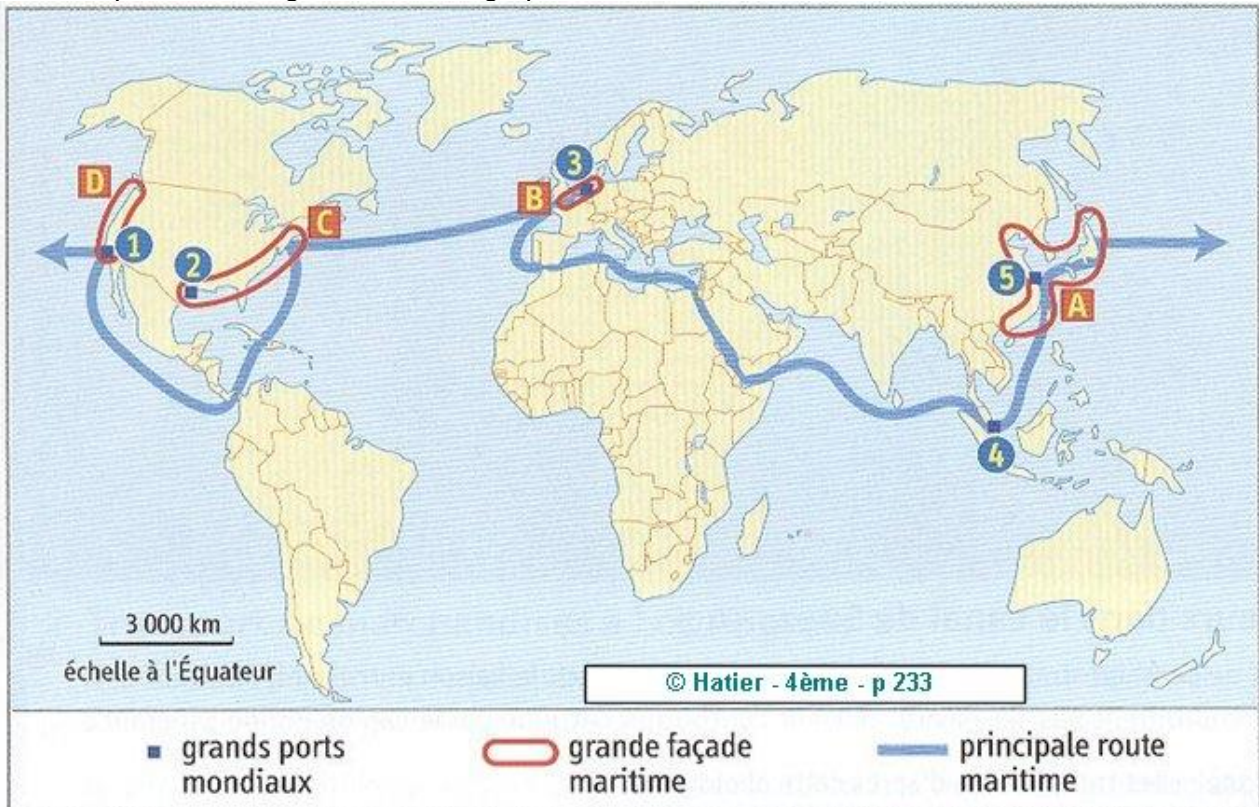 D
1
2
C
B
3
5
A
4
3 000 km
échelle à l'Équateur
© Hatier - 4ème - p 233
grands ports
mondiaux
grande façade
maritime
principale route
maritime